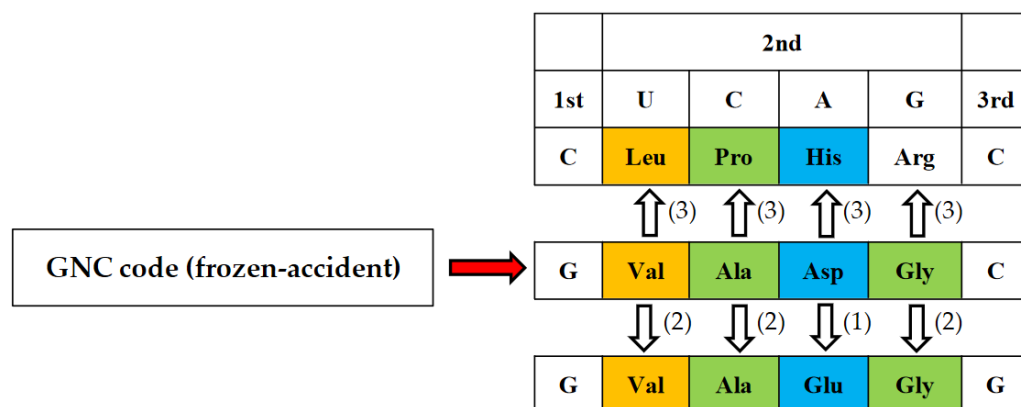 2nd
1st U C A G 3rd
C Leu Pro His Arg C
(3) (3) (3) (3)
GNC code (frozen-accident)
G Val Ala Asp Gly C
(2) (2) (1) (2)
G Val Ala Glu Gly G